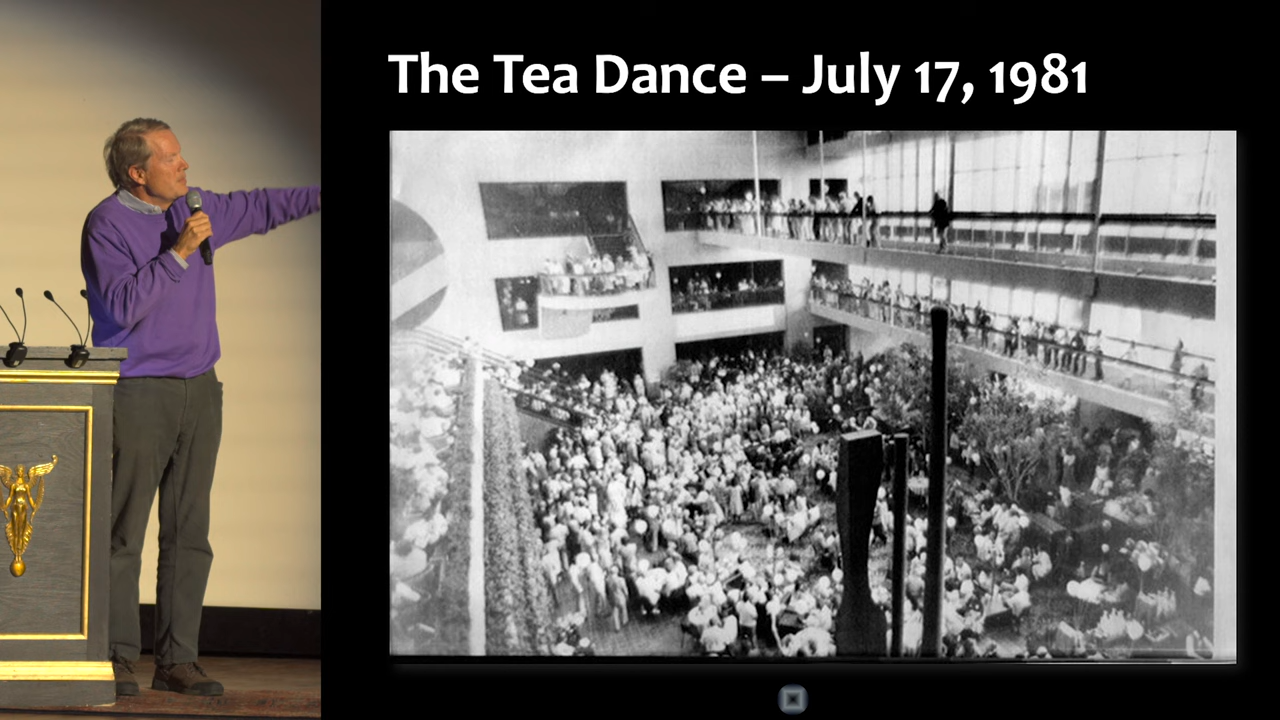 The Tea Dance – July 17, 1981